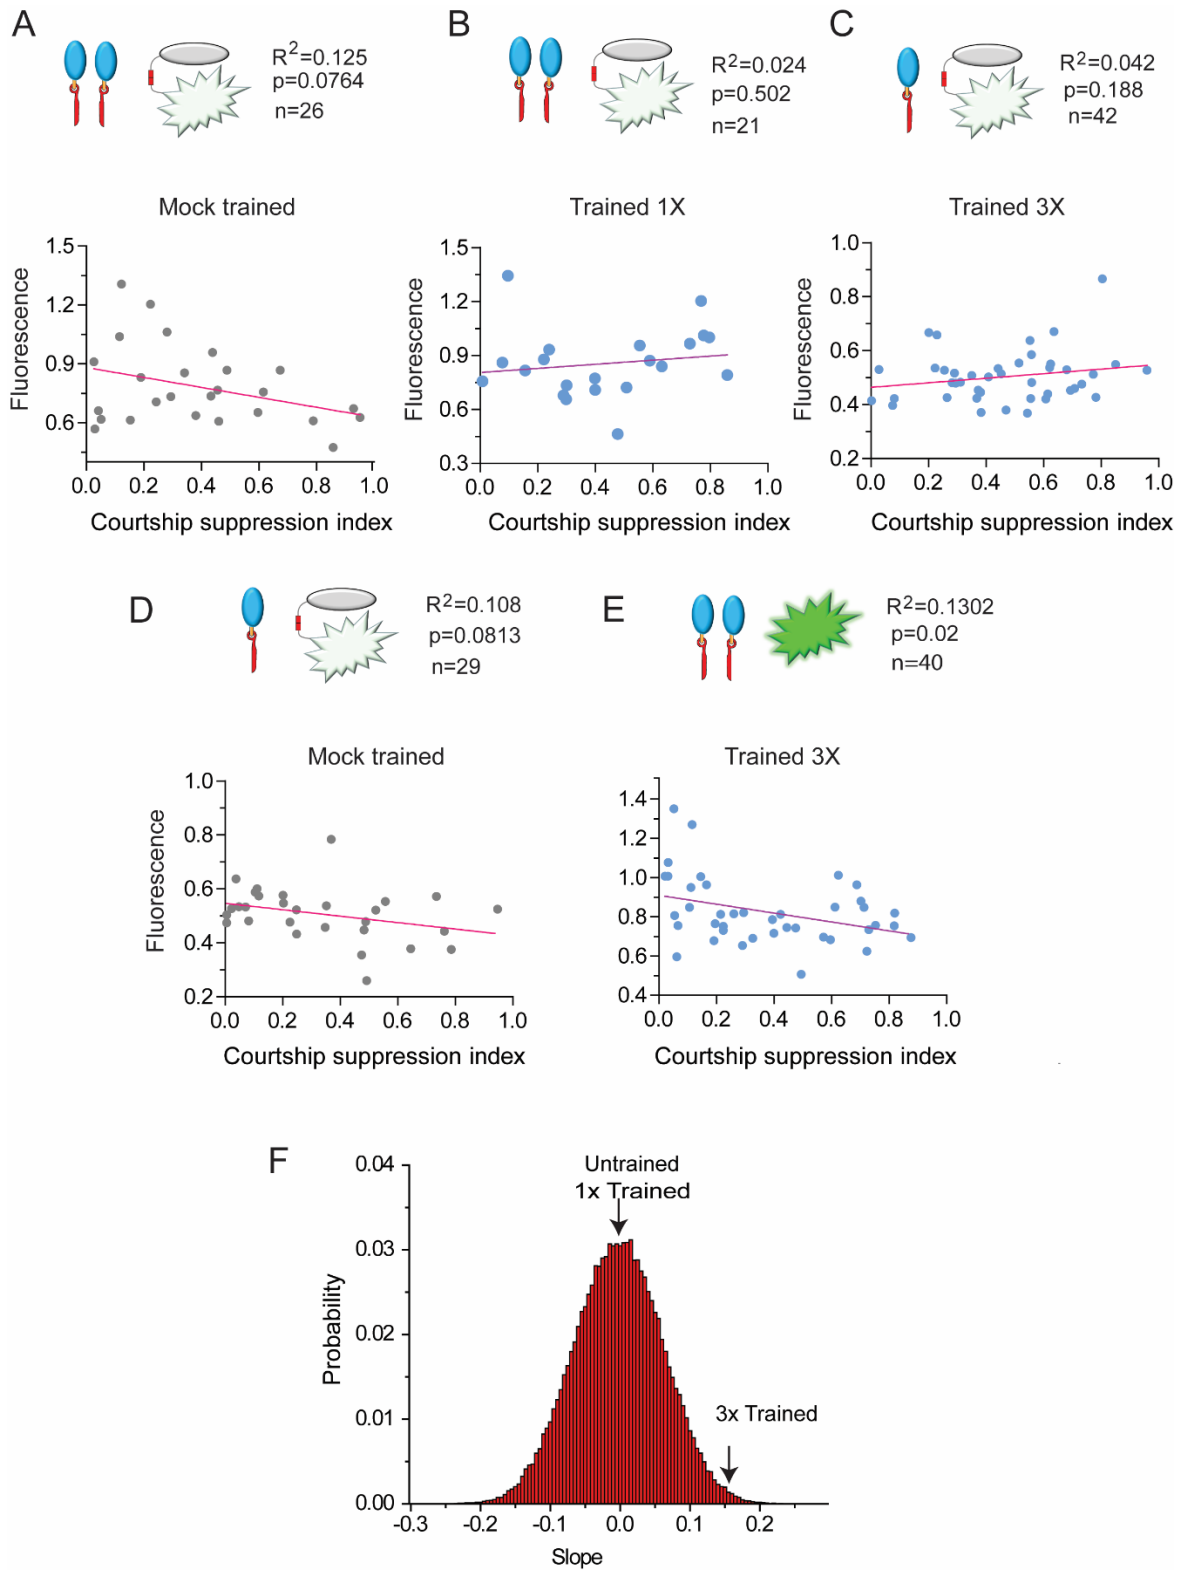 A
R2=0.125
p=0.0764
n=26
Mock trained
Fluorescence
1.5
1.2
0.9
0.6
0.0 0.2 0.4 0.6 0.8 1.0
Courtship suppression index
B
R2=0.024
p=0.502
n=21
Trained 1X
Fluorescence
1.5
1.2
0.9
0.6
0.3
0.0 0.2 0.4 0.6 0.8 1.0
Courtship suppression index
C
R2=0.042
p=0.188
n=42
Trained 3X
Fluorescence
1.0
0.8
0.6
0.4
0.2
0.0 0.2 0.4 0.6 0.8 1.0
Courtship suppression index
D
R2=0.108
p=0.0813
n=29
Mock trained
Fluorescence
1.0
0.8
0.6
0.4
0.2
0.0 0.2 0.4 0.6 0.8 1.0
Courtship suppression index
E
R2=0.1302
p=0.02
n=40
Trained 3X
1.4
1.2
1.0
0.8
0.6
0.4
0.0 0.2 0.4 0.6 0.8 1.0
Courtship suppression index
F
Probability
0.04
0.03
0.02
0.01
0.00
Untrained
1x Trained
3x Trained
-0.3 -0.1 0.0 0.1 0.2
Slope